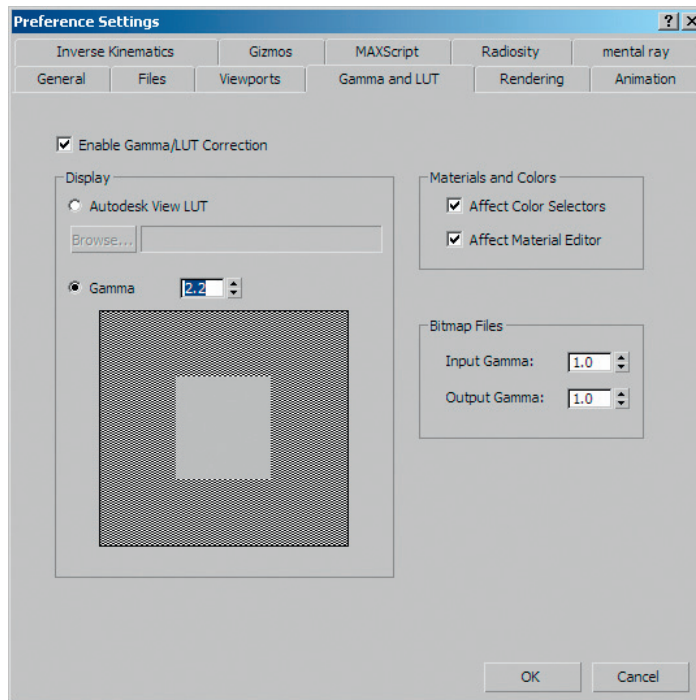 Preference Settings
? X
Inverse Kinematics Gizmos MAXScript Radiosity mental ray
General Files Viewports Gamma and LUT Rendering Animation
Enable Gamma/LUT Correction
Display
Autodesk View LUT
Browse...
Gamma 2.2
Materials and Colors
Affect Color Selectors
Affect Material Editor
Bitmap Files
Input Gamma: 1.0
Output Gamma: 1.0
OK Cancel